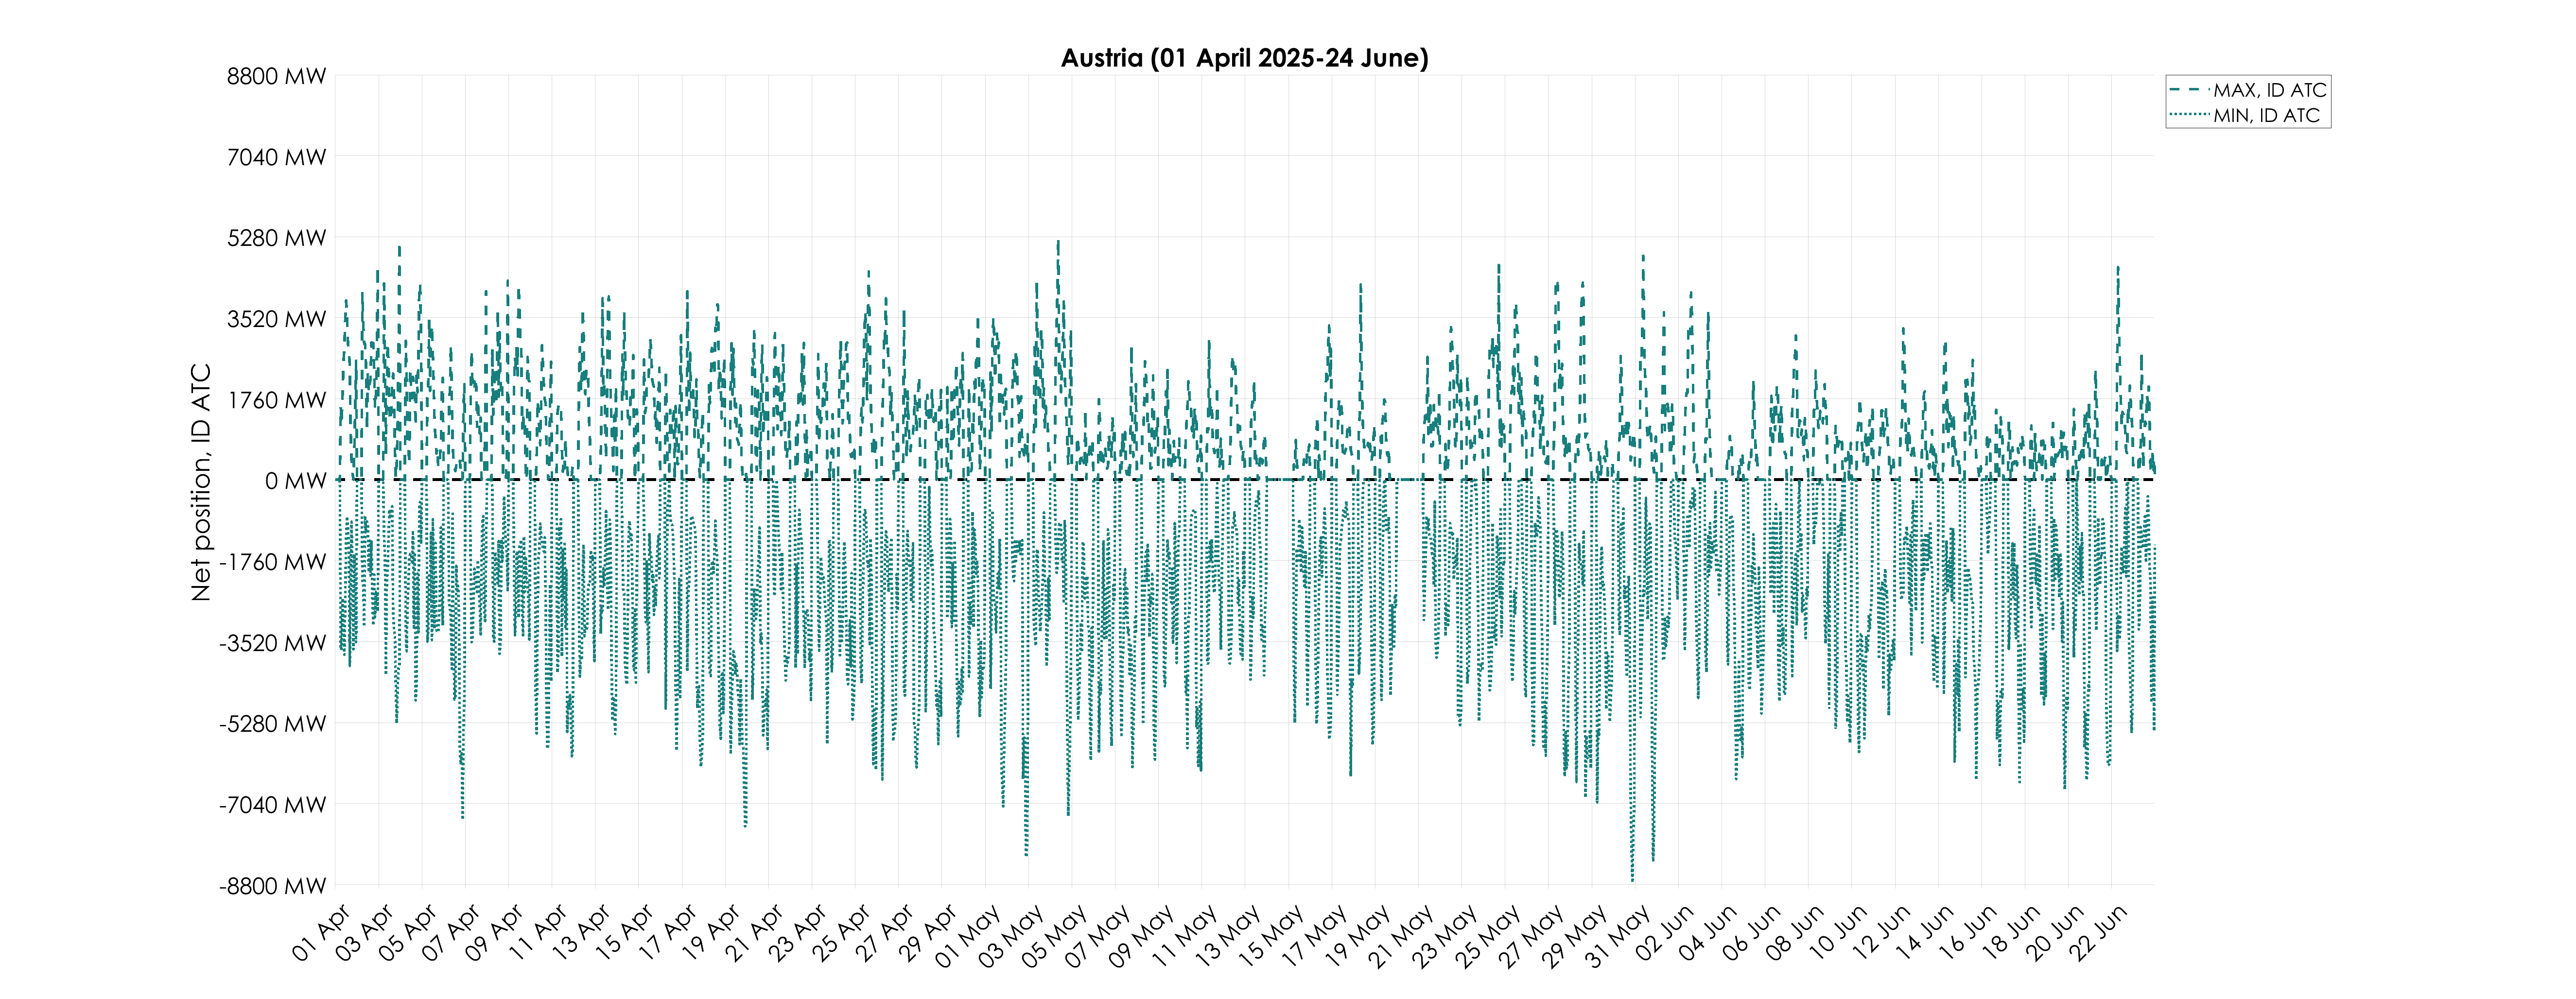 Austria (01 April 2025-24 June)
8800 MW
7040 MW
5280 MW
3520 MW
1760 MW
0 MW
-1760 MW
-3520 MW
-5280 MW
-7040 MW
-8800 MW
Net position, ID ATC
MAX, ID ATC
MIN, ID ATC
01 Apr
03 Apr
05 Apr
07 Apr
09 Apr
11 Apr
13 Apr
15 Apr
17 Apr
19 Apr
21 Apr
23 Apr
25 Apr
27 Apr
29 Apr
01 May
03 May
05 May
07 May
09 May
11 May
13 May
15 May
17 May
19 May
21 May
23 May
25 May
27 May
29 May
31 May
02 Jun
04 Jun
06 Jun
08 Jun
10 Jun
12 Jun
14 Jun
16 Jun
18 Jun
20 Jun
22 Jun